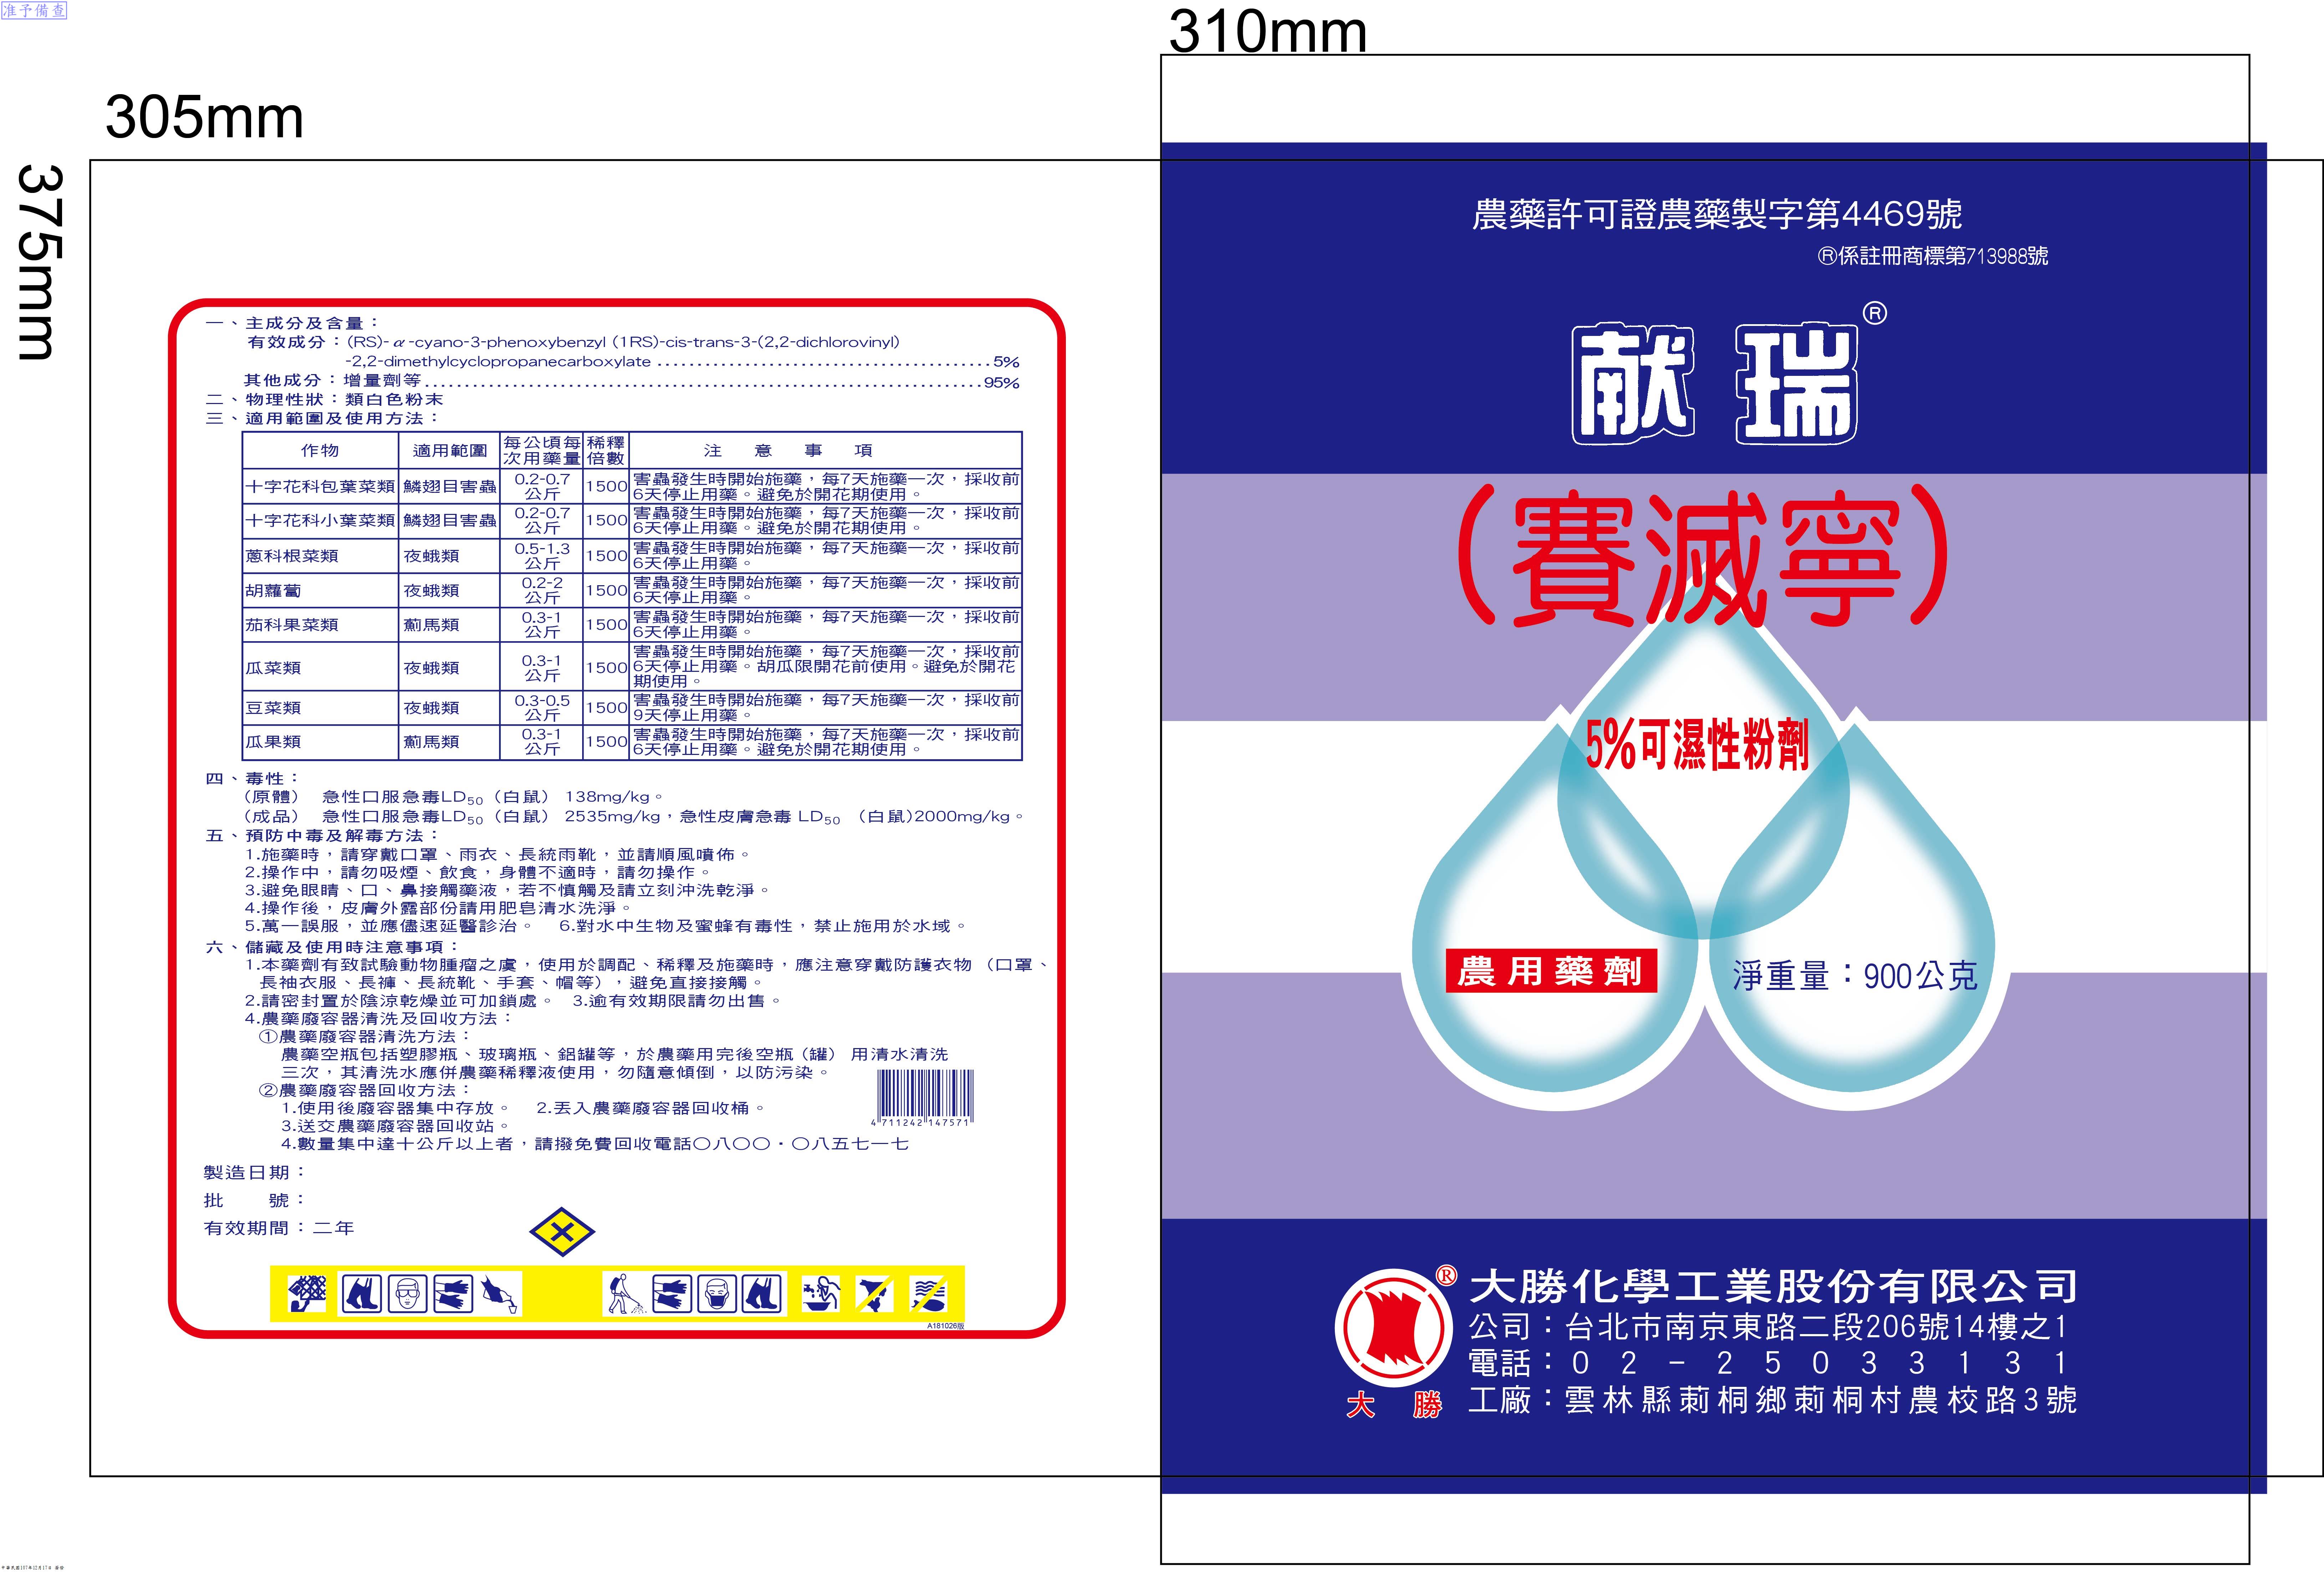 准予備查
310mm
305mm
375mm
一、主成分及含量：
有效成分：(RS)-α-cyano-3-phenoxybenzyl (1RS)-cis-trans-3-(2,2-dichlorovinyl)
-2,2-dimethylcyclopropanecarboxylate ..........................................5%
其他成分：增量劑等..........................................................................95%
二、物理性狀：類白色粉末
三、適用範圍及使用方法：
作物 適用範圍 每公頃每次用藥量 稀釋倍數 注意事項
十字花科包葉菜類 鱗翅目害蟲 0.2-0.7公斤 1500 害蟲發生時開始施藥，每7天施藥一次，採收前
6天停止用藥。避免於開花期使用。
十字花科小葉菜類 鱗翅目害蟲 0.2-0.7公斤 1500 害蟲發生時開始施藥，每7天施藥一次，採收前
6天停止用藥。避免於開花期使用。
蔥科根菜類 夜蛾類 0.5-1.3公斤 1500 害蟲發生時開始施藥，每7天施藥一次，採收前
6天停止用藥。
胡蘿蔔 夜蛾類 0.2-2公斤 1500 害蟲發生時開始施藥，每7天施藥一次，採收前
6天停止用藥。
茄科果菜類 薊馬類 0.3-1公斤 1500 害蟲發生時開始施藥，每7天施藥一次，採收前
6天停止用藥。
瓜菜類 夜蛾類 0.3-1公斤 1500 害蟲發生時開始施藥，每7天施藥一次，採收前
6天停止用藥。胡瓜限開花前使用。避免於開花
期使用。
豆菜類 夜蛾類 0.3-0.5公斤 1500 害蟲發生時開始施藥，每7天施藥一次，採收前
9天停止用藥。
瓜果類 薊馬類 0.3-1公斤 1500 害蟲發生時開始施藥，每7天施藥一次，採收前
6天停止用藥。避免於開花期使用。
四、毒性：
（原體） 急性口服急毒LD50（白鼠） 138mg/kg。
（成品） 急性口服急毒LD50（白鼠） 2535mg/kg，急性皮膚急毒 LD50 （白鼠)2000mg/kg。
五、預防中毒及解毒方法：
1.施藥時，請穿戴口罩、雨衣、長統雨靴，並請順風噴佈。
2.操作中，請勿吸煙、飲食，身體不適時，請勿操作。
3.避免眼睛、口、鼻接觸藥液，若不慎觸及請立刻沖洗乾淨。
4.操作後，皮膚外露部份請用肥皂清水洗淨。
5.萬一誤服，並應儘速延醫診治。 6.對水中生物及蜜蜂有毒性，禁止施用於水域。
六、儲藏及使用時注意事項：
1.本藥劑有致試驗動物腫瘤之虞，使用於調配、稀釋及施藥時，應注意穿戴防護衣物（口罩、
長袖衣服、長褲、長統靴、手套、帽等），避免直接接觸。
2.請密封置於陰涼乾燥並可加鎖處。 3.逾有效期限請勿出售。
4.農藥廢容器清洗及回收方法：
①農藥廢容器清洗方法：
農藥空瓶包括塑膠瓶、玻璃瓶、鋁罐等，於農藥用完後空瓶（罐） 用清水清洗
三次，其清洗水應併農藥稀釋液使用，勿隨意傾倒，以防污染。
②農藥廢容器回收方法：
1.使用後廢容器集中存放。 2.丟入農藥廢容器回收桶。
3.送交農藥廢容器回收站。
4.數量集中達十公斤以上者，請撥免費回收電話〇八〇〇·〇八五七一七
4 711242 147571
製造日期：
批 號：
有效期間：二年
A181026版
農藥許可證農藥製字第4469號
®係註冊商標第713988號
献瑞®
（賽滅寧）
5%可濕性粉劑
農用藥劑
淨重量：900公克
® 大勝化學工業股份有限公司
公司：台北市南京東路二段206號14樓之1
電話：02-25033131
工廠：雲林縣莿桐鄉莿桐村農校路3號
大 勝